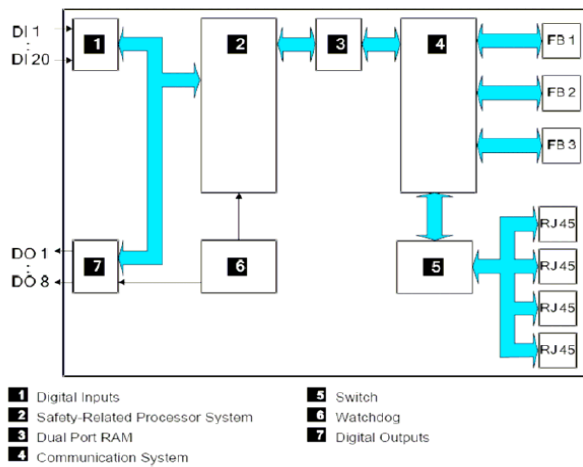 DI 1
:
DI 20
1
2
3
4
FB 1
FB 2
FB 3
DO 1
:
DO 8
7
6
5
RJ45
RJ45
RJ45
RJ45
1 Digital Inputs
2 Safety-Related Processor System
3 Dual Port RAM
4 Communication System
5 Switch
6 Watchdog
7 Digital Outputs